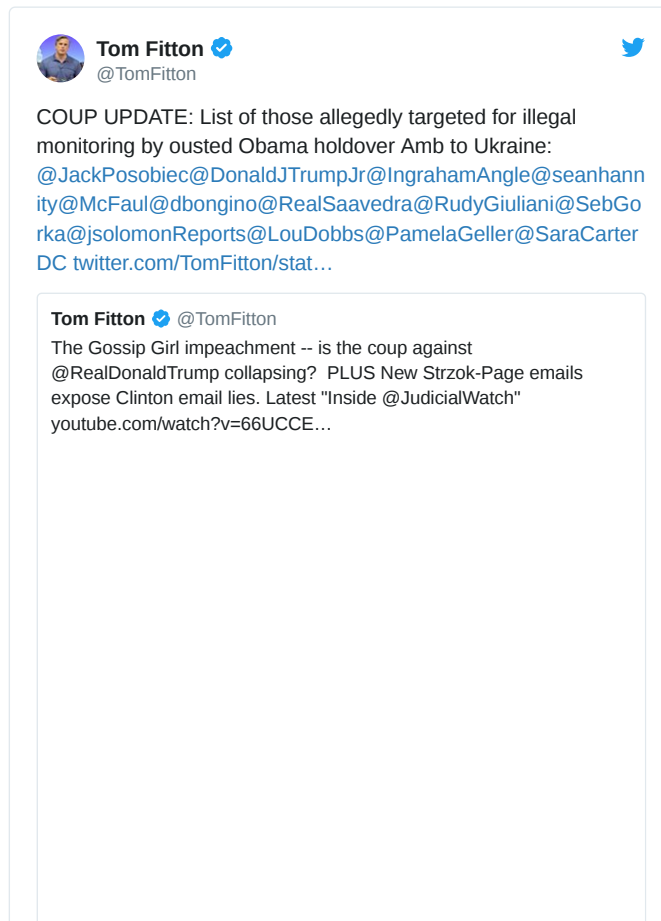 Tom Fitton
@TomFitton
COUP UPDATE: List of those allegedly targeted for illegal
monitoring by ousted Obama holdover Amb to Ukraine:
@JackPosobiec@DonaldJTrumpJr@IngrahamAngle@seanhann
ity@McFaul@dbongino@RealSaavedra@RudyGiuliani@SebGo
rka@jsolomonReports@LouDobbs@PamelaGeller@SaraCarter
DC twitter.com/TomFitton/stat…
Tom Fitton @TomFitton
The Gossip Girl impeachment -- is the coup against
@RealDonaldTrump collapsing?  PLUS New Strzok-Page emails
expose Clinton email lies. Latest "Inside @JudicialWatch"
youtube.com/watch?v=66UCCE…